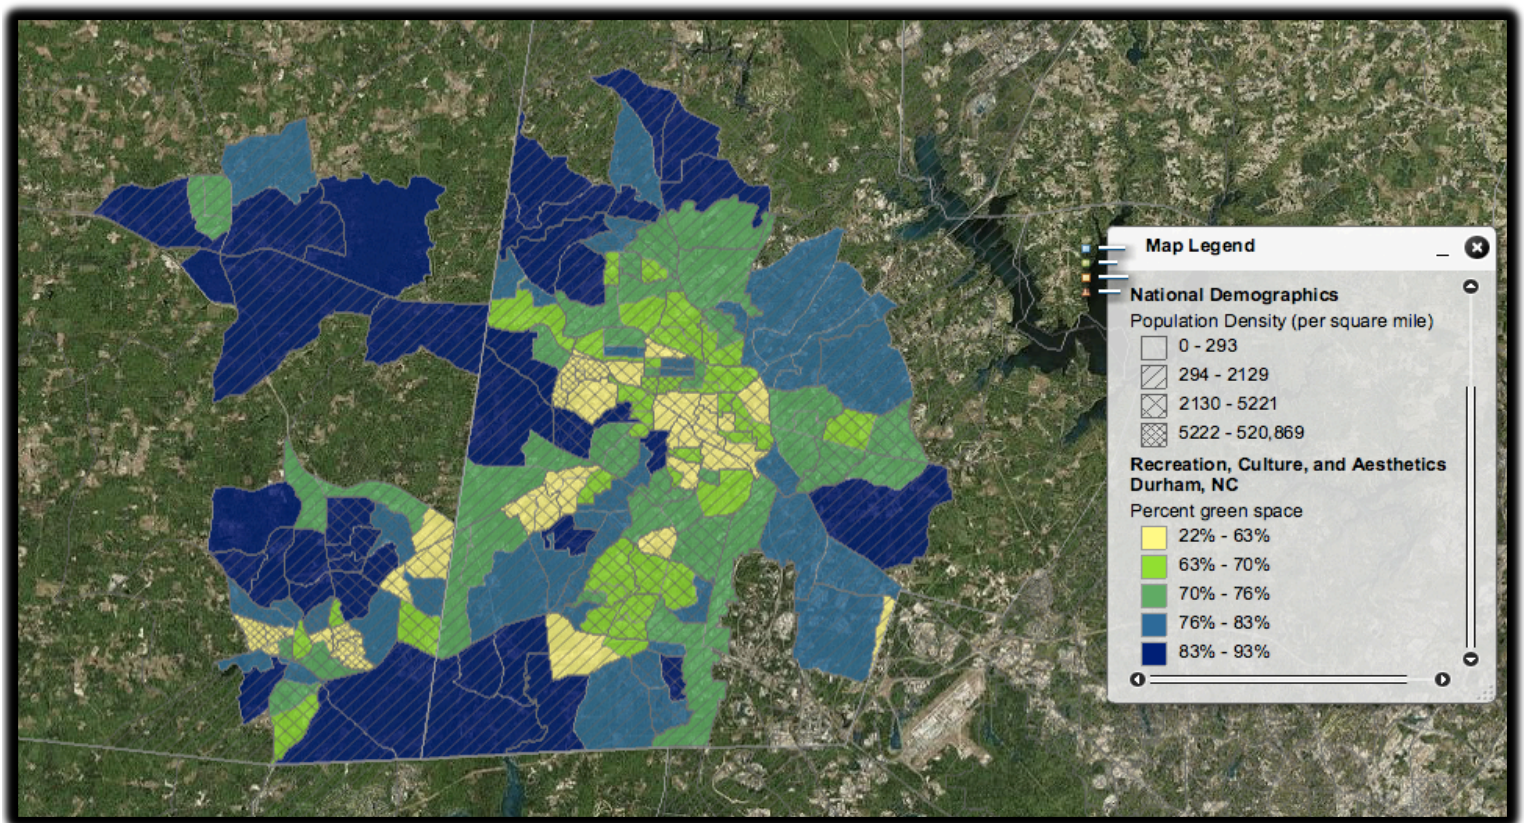 Map Legend
National Demographics
Population Density (per square mile)
0 - 293
294 - 2129
2130 - 5221
5222 - 520,869
Recreation, Culture, and Aesthetics
Durham, NC
Percent green space
22% - 63%
63% - 70%
70% - 76%
76% - 83%
83% - 93%